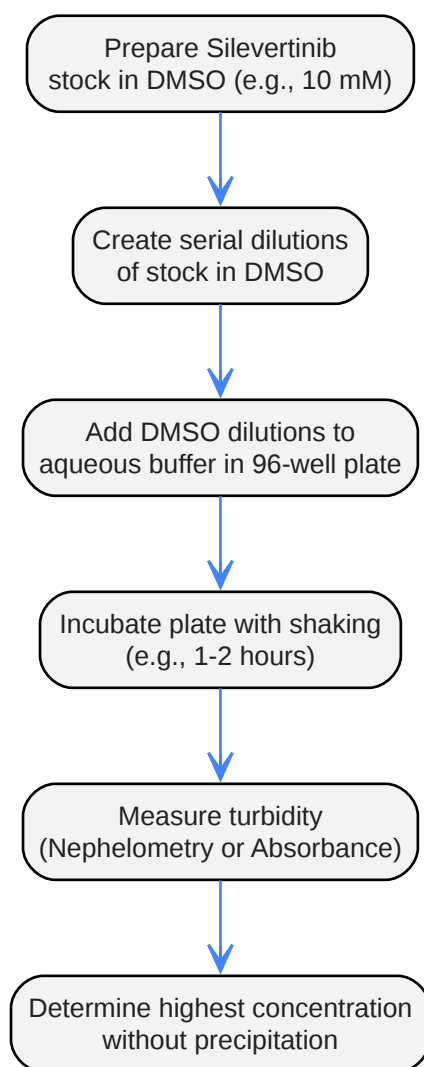 Prepare Silevertinib
stock in DMSO (e.g., 10 mM)
Create serial dilutions
of stock in DMSO
Add DMSO dilutions to
aqueous buffer in 96-well plate
Incubate plate with shaking
(e.g., 1-2 hours)
Measure turbidity
(Nephelometry or Absorbance)
Determine highest concentration
without precipitation